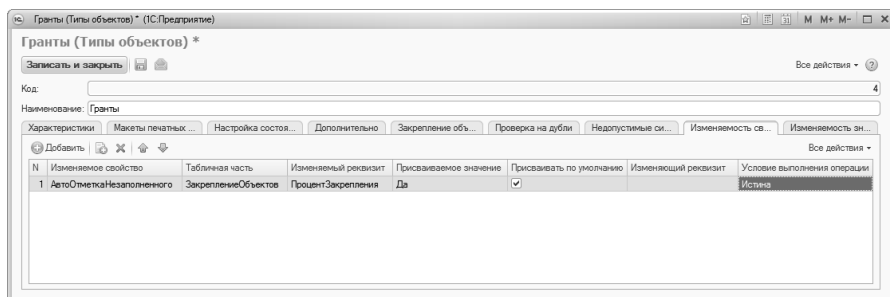 Гранты (Типы объектов) * (1С:Предприятие) M M+ M-
Гранты (Типы объектов) *
Записать и закрыть Все действия
Код: 4
Наименование: Гранты
Характеристики Макеты печатных ... Настройка состоя... Дополнительно Закрепление объ... Проверка на дубли Недопустимые си... Изменяемость св... Изменяемость зн...
Добавить Все действия
N Изменяемое свойство Табличная часть Изменяемый реквизит Присваиваемое значение Присваивать по умолчанию Изменяющий реквизит Условие выполнения операции
1 АвтоОтметкаНезаполненного ЗакреплениеОбъектов ПроцентЗакрепления Да Истина